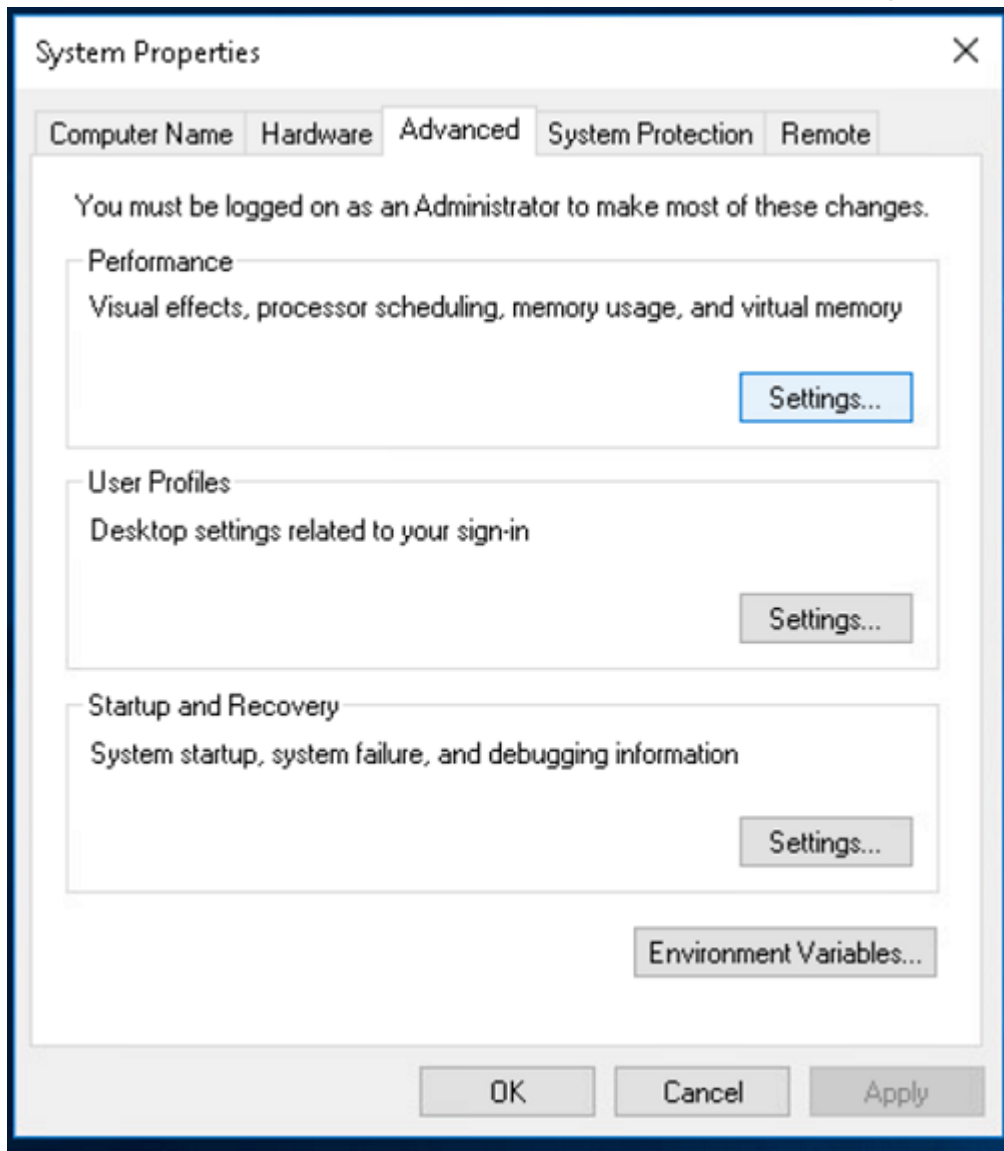 System Properties
Computer Name Hardware Advanced System Protection Remote
You must be logged on as an Administrator to make most of these changes.
Performance
Visual effects, processor scheduling, memory usage, and virtual memory
Settings...
User Profiles
Desktop settings related to your sign-in
Settings...
Startup and Recovery
System startup, system failure, and debugging information
Settings...
Environment Variables...
OK Cancel Apply